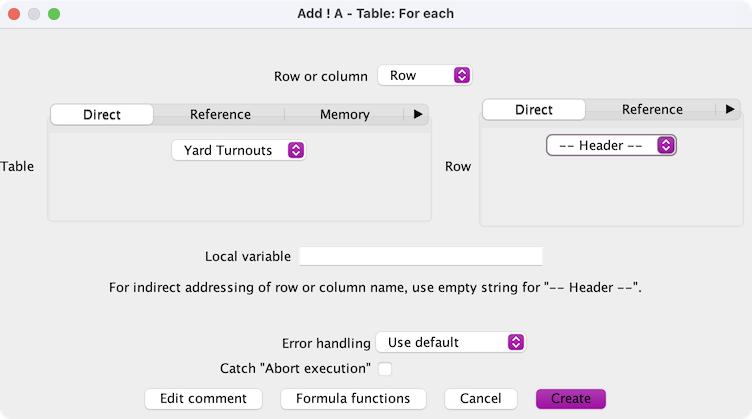 Add ! A - Table: For each
Row or column Row
Direct Reference Memory ▶
Direct Reference ▶
Table Yard Turnouts
Row -- Header --
Local variable
For indirect addressing of row or column name, use empty string for "-- Header --".
Error handling Use default
Catch "Abort execution"
Edit comment Formula functions Cancel Create